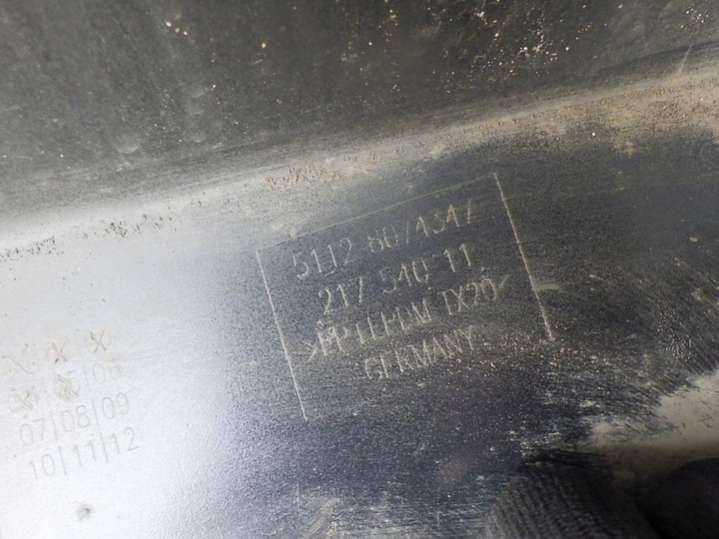 5112 8074347
217 540 11
>PP+EPDM TX20<
GERMANY
X X X
07|08|09
10|11|12